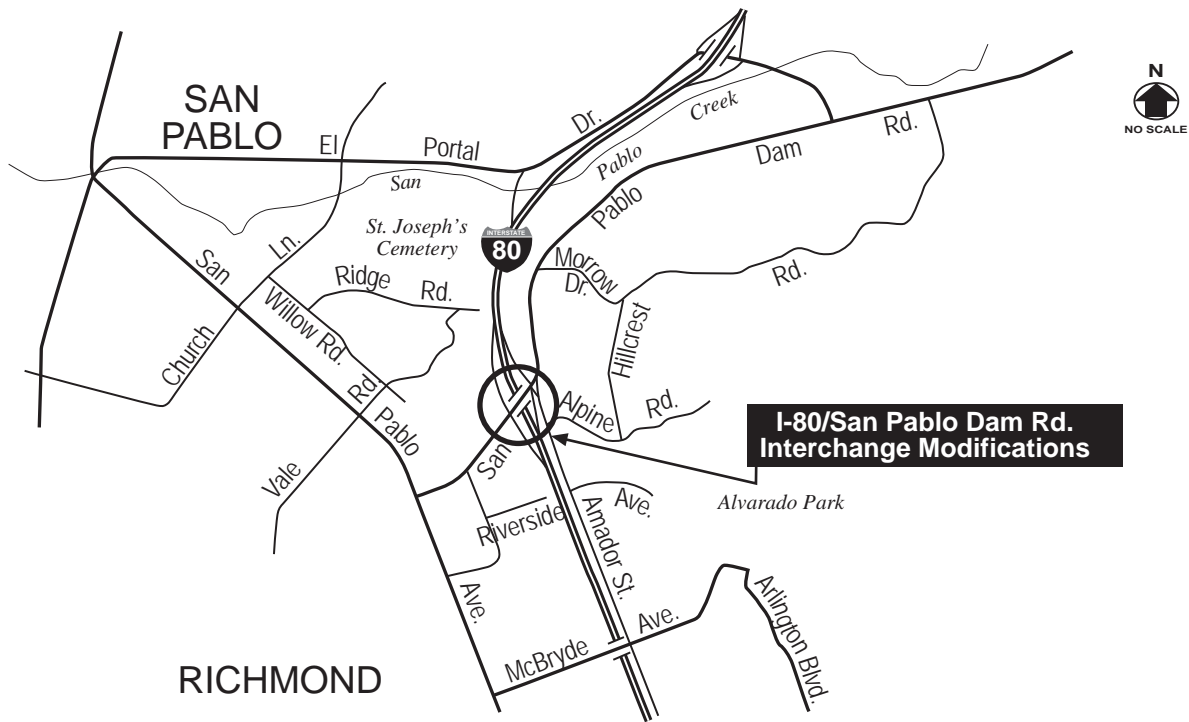 SAN
PABLO
El
Portal
Dr.
Creek
Pablo
San
N
NO SCALE
Rd.
Dam
Pablo
San
St. Joseph's
Cemetery
INTERSTATE
80
Ln.
Church
San
Pablo
Ave.
Ridge
Rd.
Willow Rd.
Morrow
Dr.
Rd.
Hillcrest
Vale
Rd.
Alpine
Rd.
I-80/San Pablo Dam Rd.
Interchange Modifications
Alvarado Park
Riverside
Ave.
Amador St.
McBryde
Ave.
Arlington Blvd.
RICHMOND